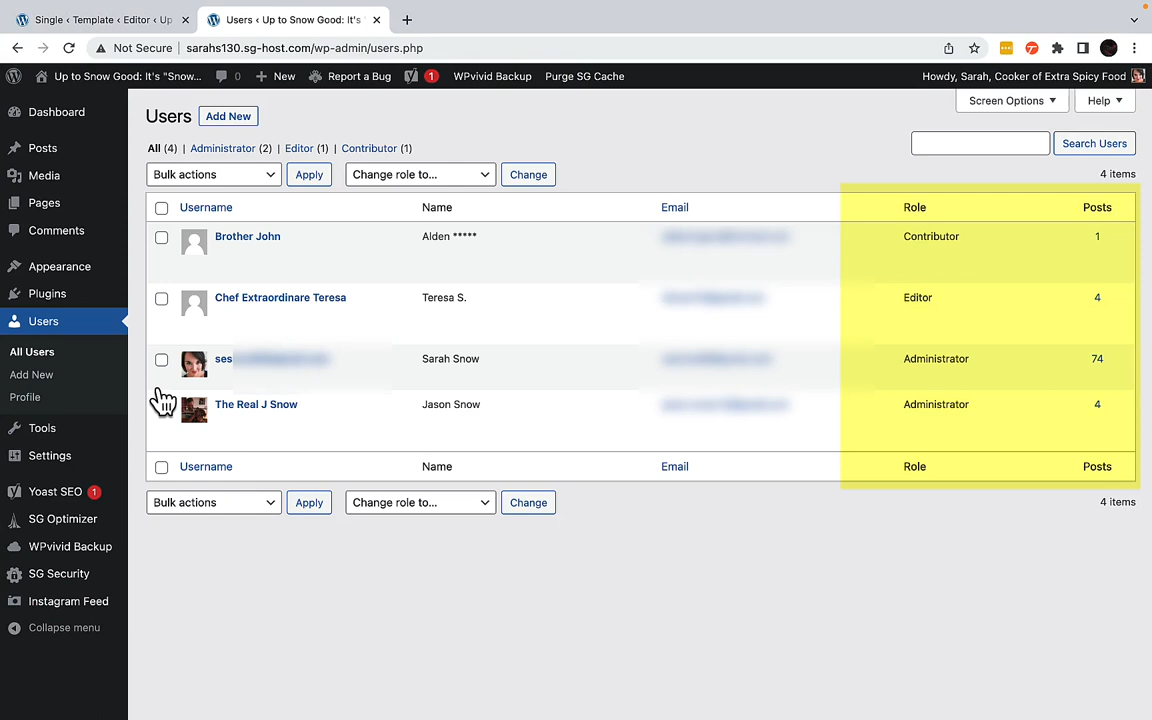 Single ‹ Template ‹ Editor ‹ Up
Users ‹ Up to Snow Good: It's
Not Secure sarahs130.sg-host.com/wp-admin/users.php
Up to Snow Good: It's "Snow... 0 New Report a Bug 1 WPvivid Backup Purge SG Cache Howdy, Sarah, Cooker of Extra Spicy Food
Dashboard
Posts
Media
Pages
Comments
Appearance
Plugins
Users
All Users
Add New
Profile
Tools
Settings
Yoast SEO 1
SG Optimizer
WPvivid Backup
SG Security
Instagram Feed
Collapse menu
Screen Options Help
Users Add New
All (4) | Administrator (2) | Editor (1) | Contributor (1)
Search Users
Bulk actions Apply Change role to... Change 4 items
Username Name Email Role Posts
Brother John Alden ***** Contributor 1
Chef Extraordinare Teresa Teresa S. Editor 4
ses Sarah Snow Administrator 74
The Real J Snow Jason Snow Administrator 4
Username Name Email Role Posts
Bulk actions Apply Change role to... Change 4 items